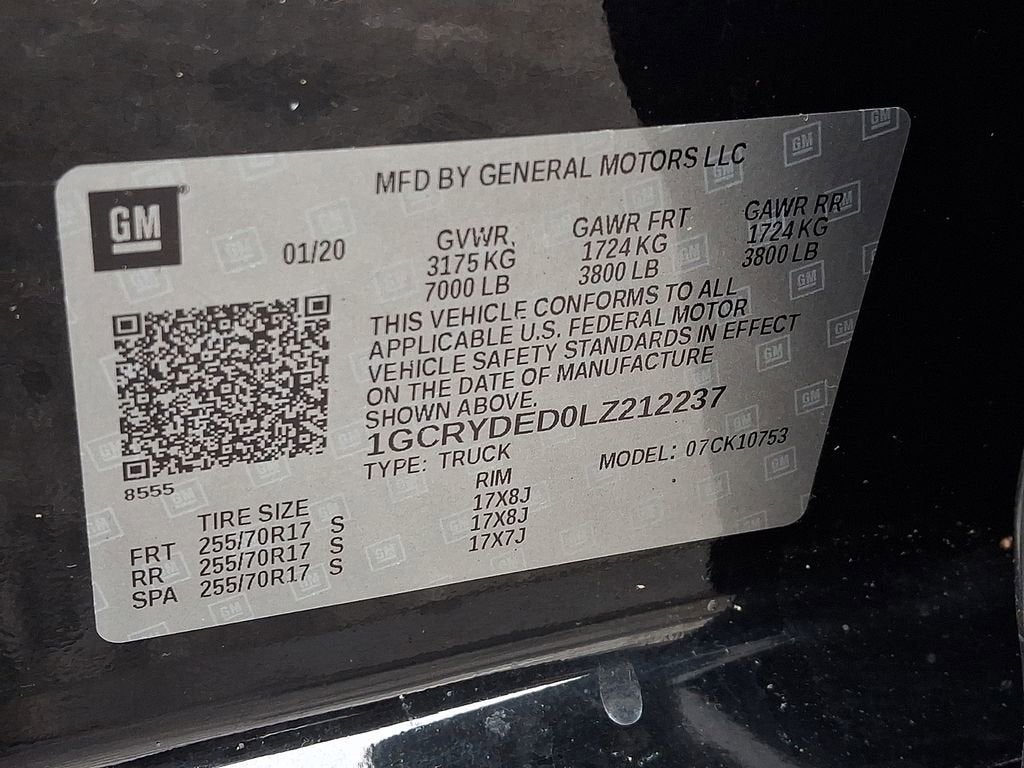 GM
MFD BY GENERAL MOTORS LLC
01/20
GVWR,
3175 KG
7000 LB
GAWR FRT
1724 KG
3800 LB
GAWR RR
1724 KG
3800 LB
THIS VEHICLE CONFORMS TO ALL
APPLICABLE U.S. FEDERAL MOTOR
VEHICLE SAFETY STANDARDS IN EFFECT
ON THE DATE OF MANUFACTURE
SHOWN ABOVE.
1GCRYDED0LZ212237
TYPE: TRUCK
MODEL: 07CK10753
8555
TIRE SIZE
RIM
FRT 255/70R17 S 17X8J
RR 255/70R17 S 17X8J
SPA 255/70R17 S 17X7J